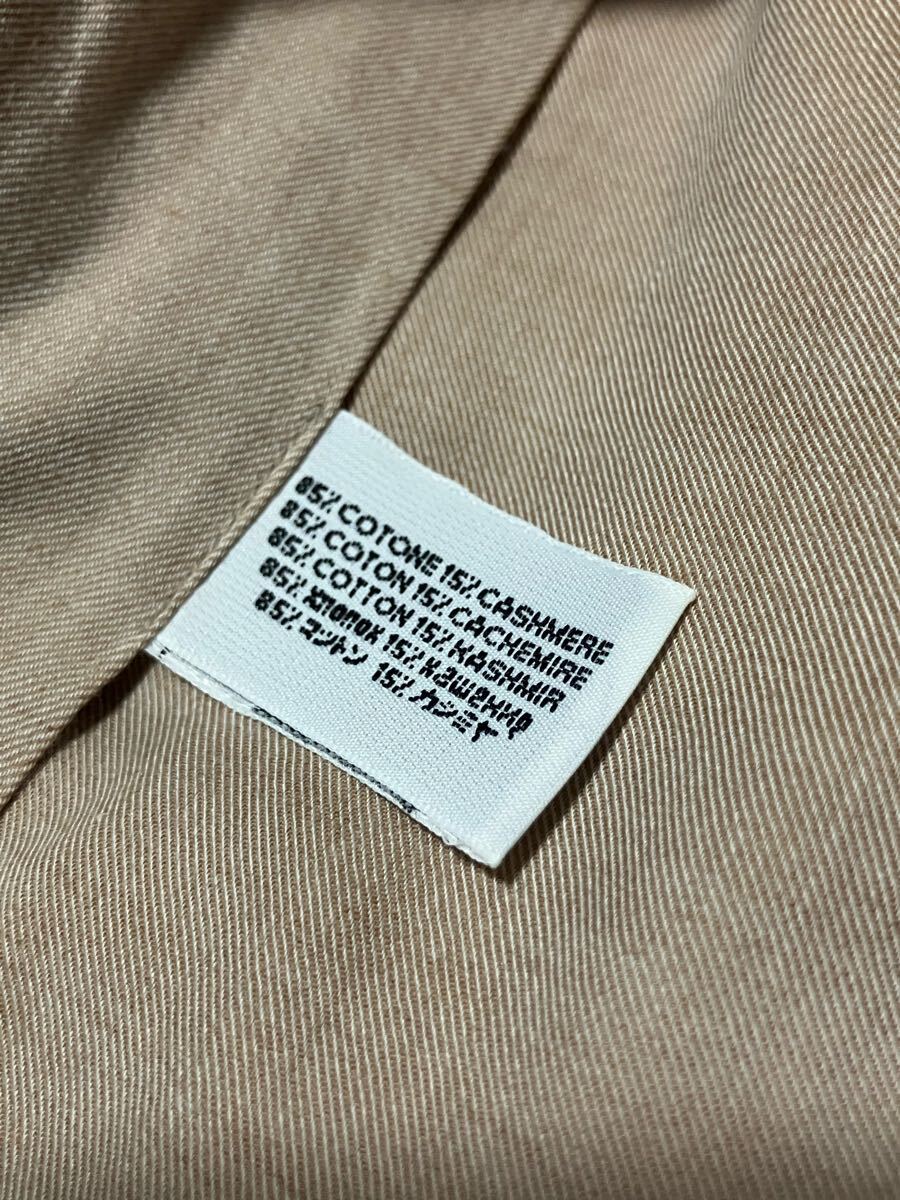 85% COTONE 15% CASHMERE
85% COTON 15% CACHEMIRE
85% COTTON 15% KASHMIR
85% хлопок 15% кашемир
85% コットン 15% カシミヤ